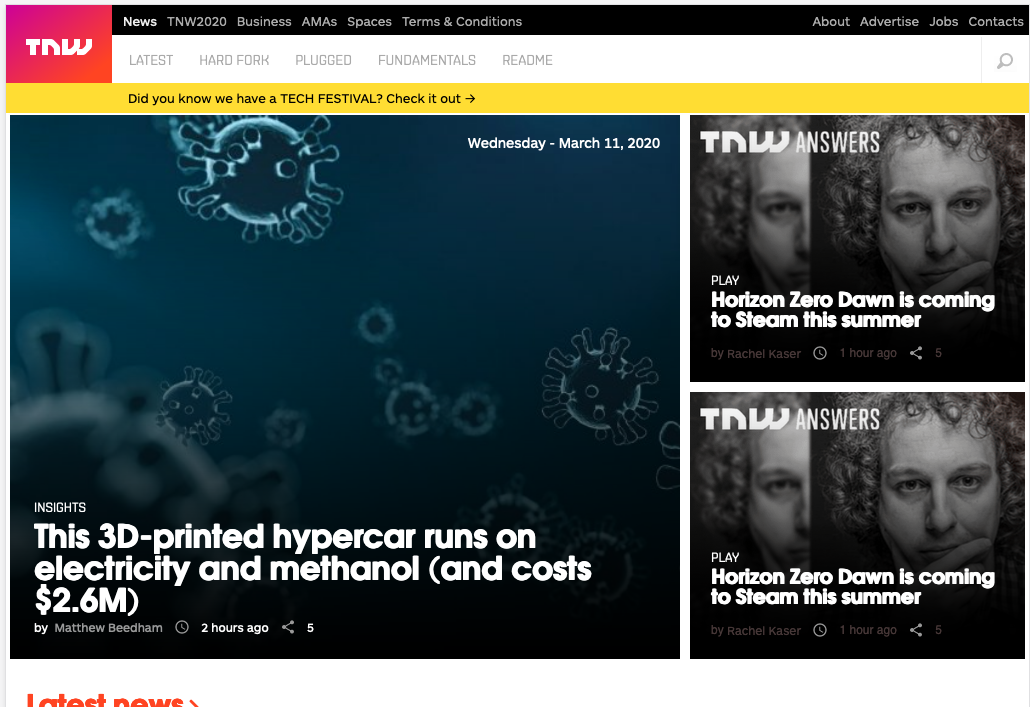 TNW
News TNW2020 Business AMAs Spaces Terms & Conditions
About Advertise Jobs Contacts
LATEST HARD FORK PLUGGED FUNDAMENTALS README
Did you know we have a TECH FESTIVAL? Check it out →
Wednesday - March 11, 2020
INSIGHTS
This 3D-printed hypercar runs on
electricity and methanol (and costs
$2.6M)
by Matthew Beedham 2 hours ago 5
TNW ANSWERS
PLAY
Horizon Zero Dawn is coming
to Steam this summer
by Rachel Kaser 1 hour ago 5
TNW ANSWERS
PLAY
Horizon Zero Dawn is coming
to Steam this summer
by Rachel Kaser 1 hour ago 5
Latest news ›